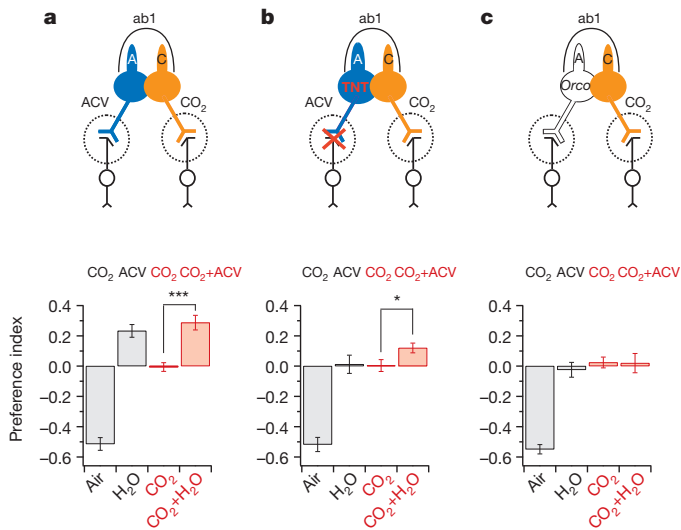 a
b
c
ab1
ab1
ab1
A C
A C
A C
TNT
Orco
ACV CO₂
ACV CO₂
CO₂
CO₂ ACV CO₂ CO₂+ACV
CO₂ ACV CO₂ CO₂+ACV
CO₂ ACV CO₂ CO₂+ACV
Preference index
0.4
0.2
0.0
−0.2
−0.4
−0.6
***
Air
H₂O
CO₂
CO₂+H₂O
0.4
0.2
0.0
−0.2
−0.4
−0.6
*
Air
H₂O
CO₂
CO₂+H₂O
0.4
0.2
0.0
−0.2
−0.4
−0.6
Air
H₂O
CO₂
CO₂+H₂O